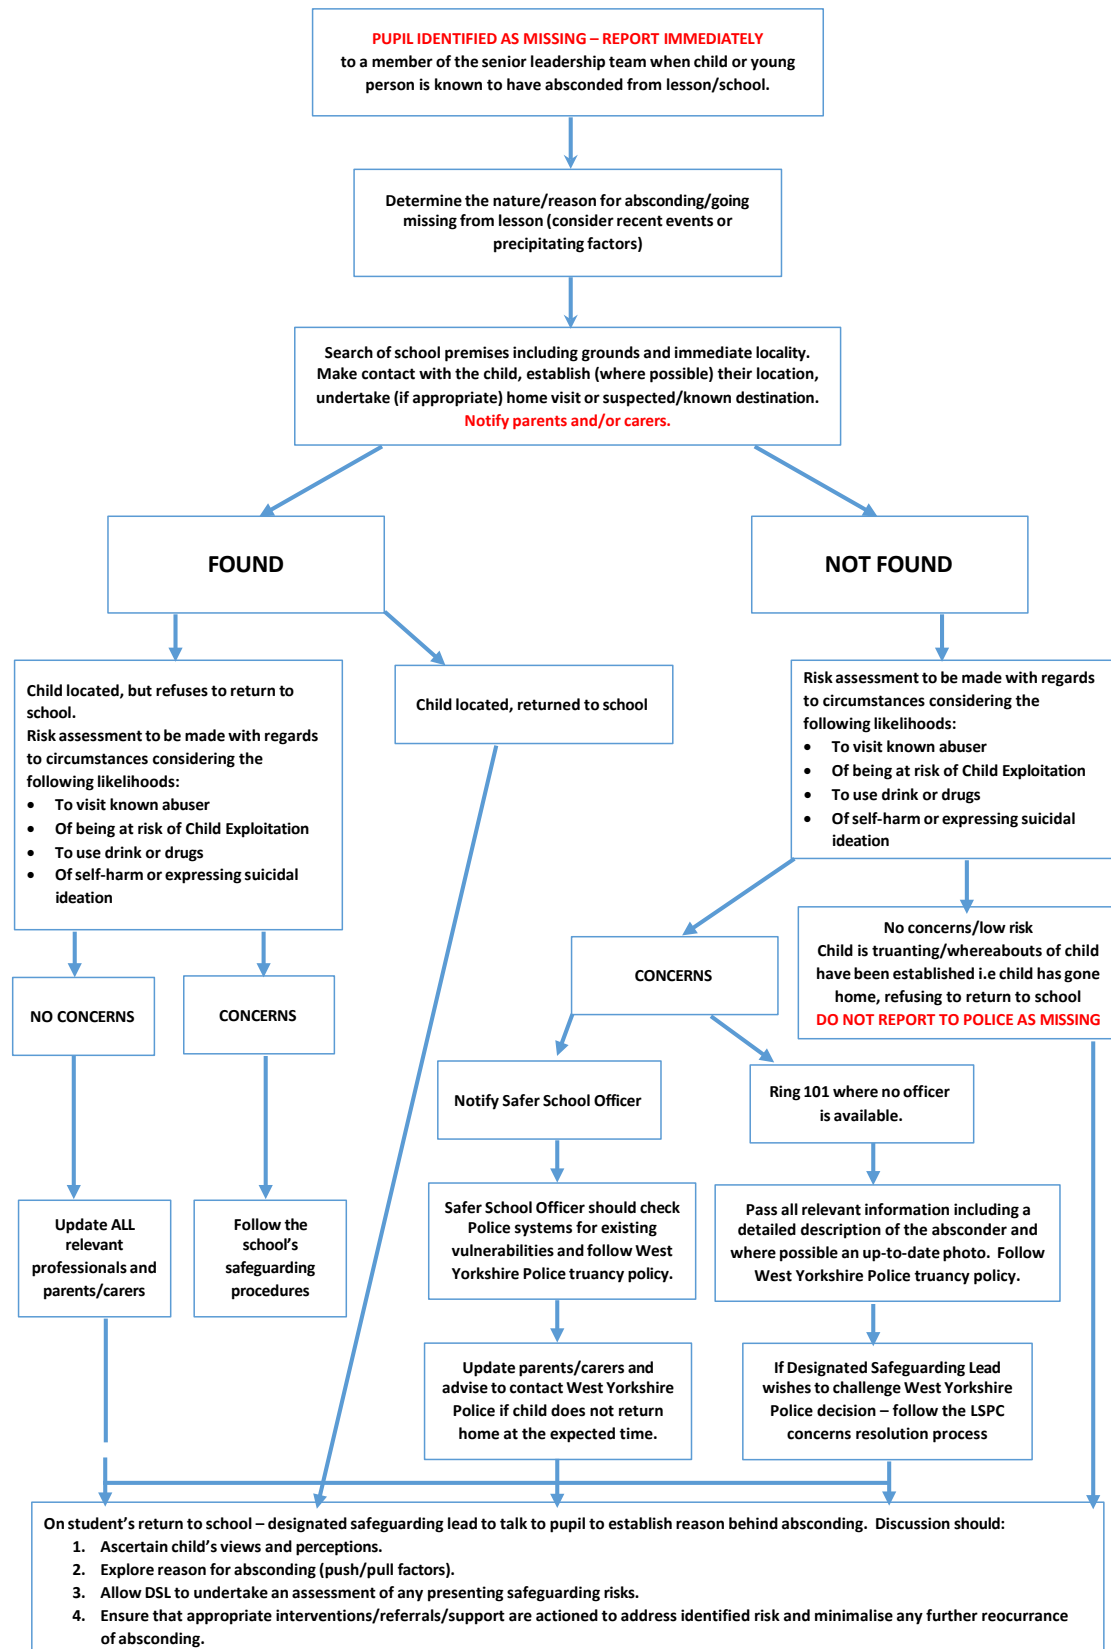 PUPIL IDENTIFIED AS MISSING – REPORT IMMEDIATELY
to a member of the senior leadership team when child or young
person is known to have absconded from lesson/school.
Determine the nature/reason for absconding/going
missing from lesson (consider recent events or
precipitating factors)
Search of school premises including grounds and immediate locality.
Make contact with the child, establish (where possible) their location,
undertake (if appropriate) home visit or suspected/known destination.
Notify parents and/or carers.
FOUND
NOT FOUND
Child located, but refuses to return to
school.
Risk assessment to be made with regards
to circumstances considering the
following likelihoods:
• To visit known abuser
• Of being at risk of Child Exploitation
• To use drink or drugs
• Of self-harm or expressing suicidal
ideation
Child located, returned to school
Risk assessment to be made with regards
to circumstances considering the
following likelihoods:
• To visit known abuser
• Of being at risk of Child Exploitation
• To use drink or drugs
• Of self-harm or expressing suicidal
ideation
NO CONCERNS
CONCERNS
CONCERNS
No concerns/low risk
Child is truanting/whereabouts of child
have been established i.e child has gone
home, refusing to return to school
DO NOT REPORT TO POLICE AS MISSING
Notify Safer School Officer
Ring 101 where no officer
is available.
Update ALL
relevant
professionals and
parents/carers
Follow the
school's
safeguarding
procedures
Safer School Officer should check
Police systems for existing
vulnerabilities and follow West
Yorkshire Police truancy policy.
Pass all relevant information including a
detailed description of the absconder and
where possible an up-to-date photo. Follow
West Yorkshire Police truancy policy.
Update parents/carers and
advise to contact West Yorkshire
Police if child does not return
home at the expected time.
If Designated Safeguarding Lead
wishes to challenge West Yorkshire
Police decision – follow the LSPC
concerns resolution process
On student's return to school – designated safeguarding lead to talk to pupil to establish reason behind absconding. Discussion should:
1. Ascertain child's views and perceptions.
2. Explore reason for absconding (push/pull factors).
3. Allow DSL to undertake an assessment of any presenting safeguarding risks.
4. Ensure that appropriate interventions/referrals/support are actioned to address identified risk and minimalise any further reocurrance
of absconding.